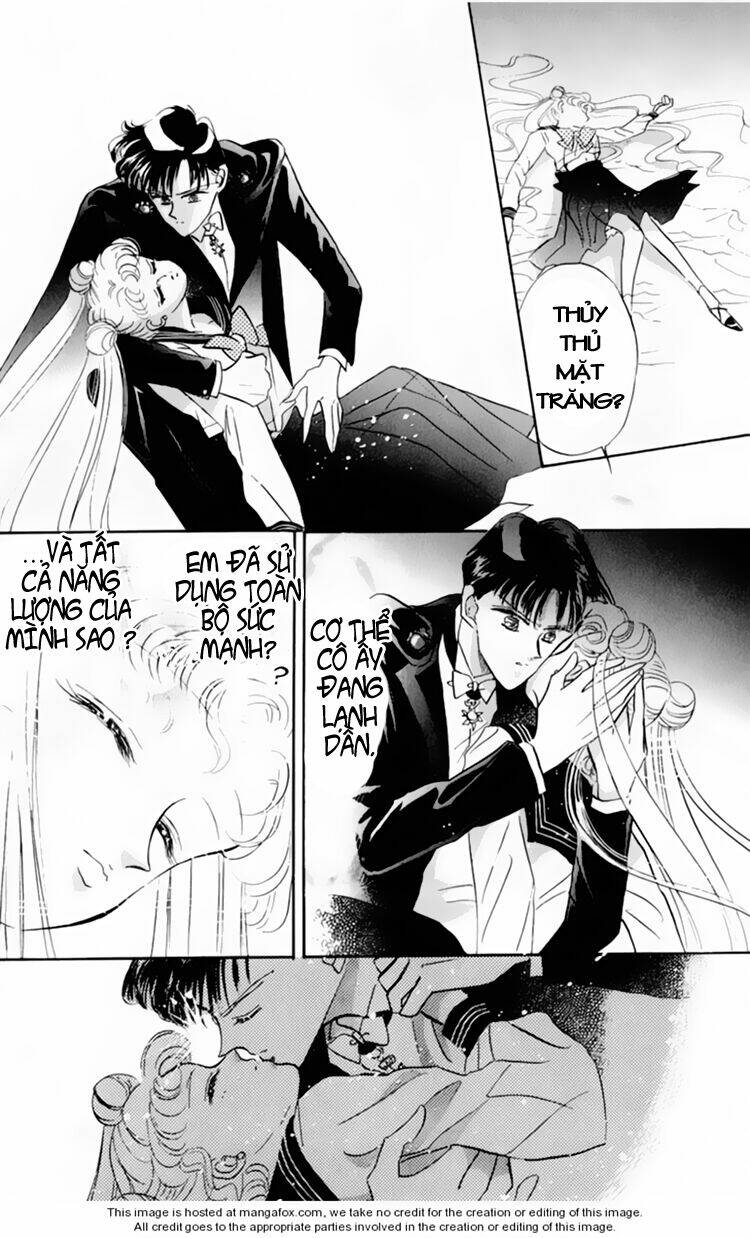 THỦY
THỦ
MẶT
TRĂNG?
CƠ THỂ
CÔ ẤY
ĐANG
LẠNH
DẦN.
EM ĐÃ SỬ
DỤNG TOÀN
BỘ SỨC
MẠNH?
?
...VÀ TẤT
CẢ NĂNG
LƯỢNG CỦA
MÌNH SAO ?
This image is hosted at mangafox.com, we take no credit for the creation or editing of this image.
All credit goes to the appropriate parties involved in the creation or editing of this image.